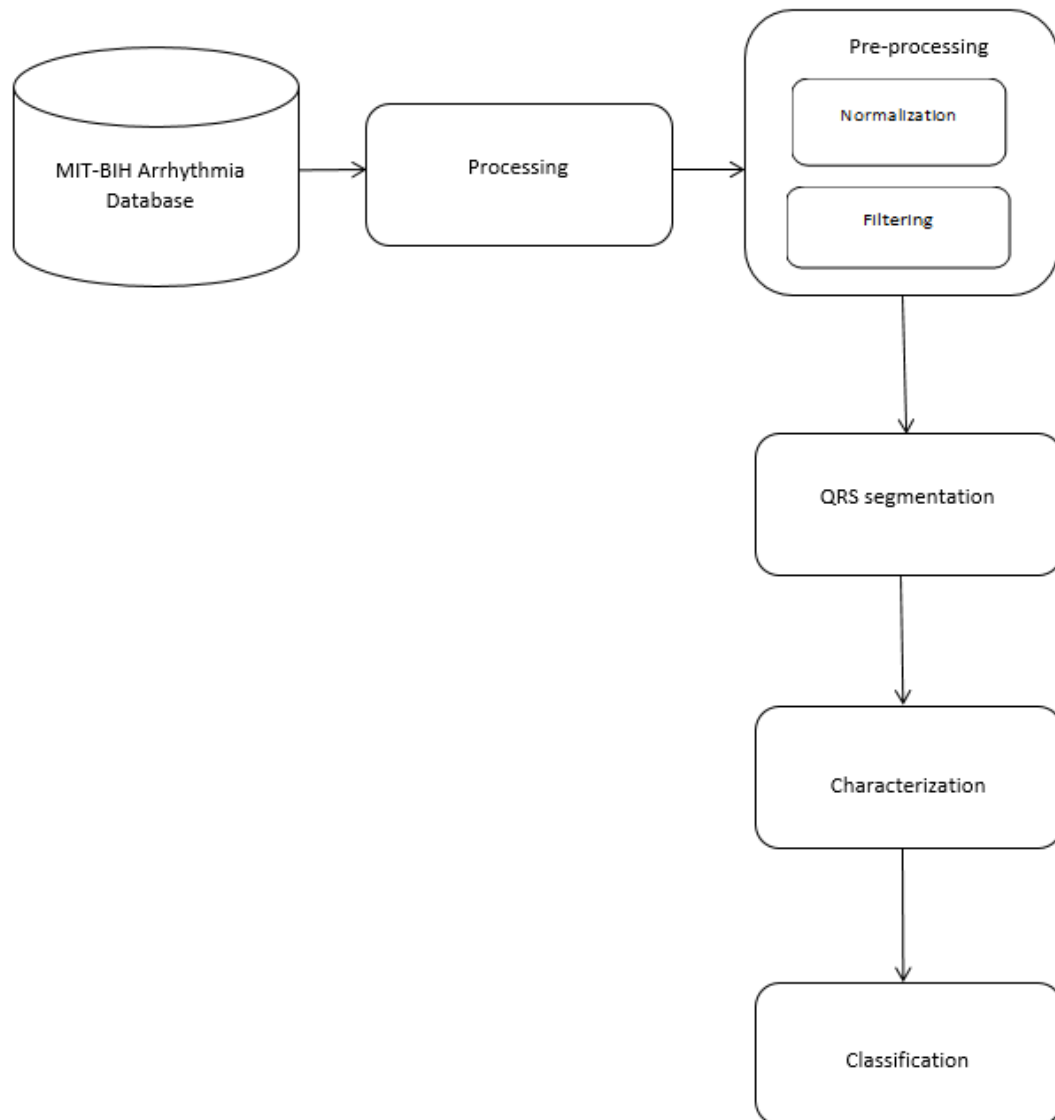 Pre-processing
Normalization
MIT-BIH Arrhythmia
Database
Processing
Filtering
QRS segmentation
Characterization
Classification